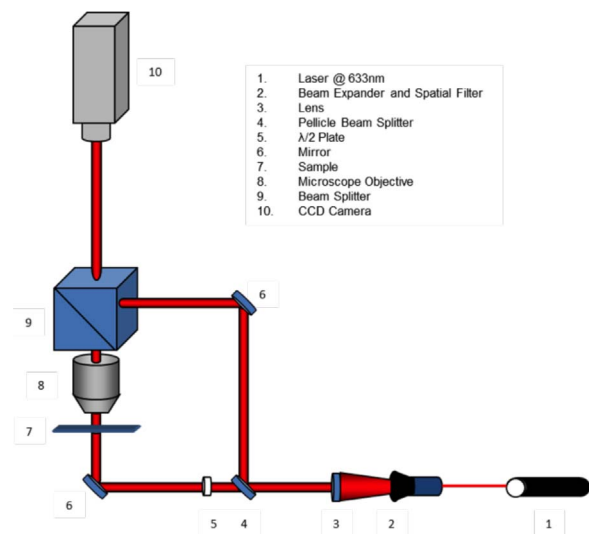 10
1. Laser @ 633nm
2. Beam Expander and Spatial Filter
3. Lens
4. Pellicle Beam Splitter
5. λ/2 Plate
6. Mirror
7. Sample
8. Microscope Objective
9. Beam Splitter
10. CCD Camera
6
9
8
7
6
5 4 3 2 1